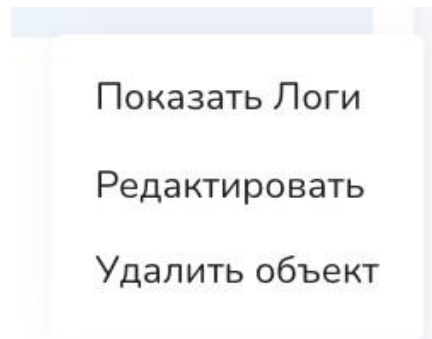 Показать Логи
Редактировать
Удалить объект